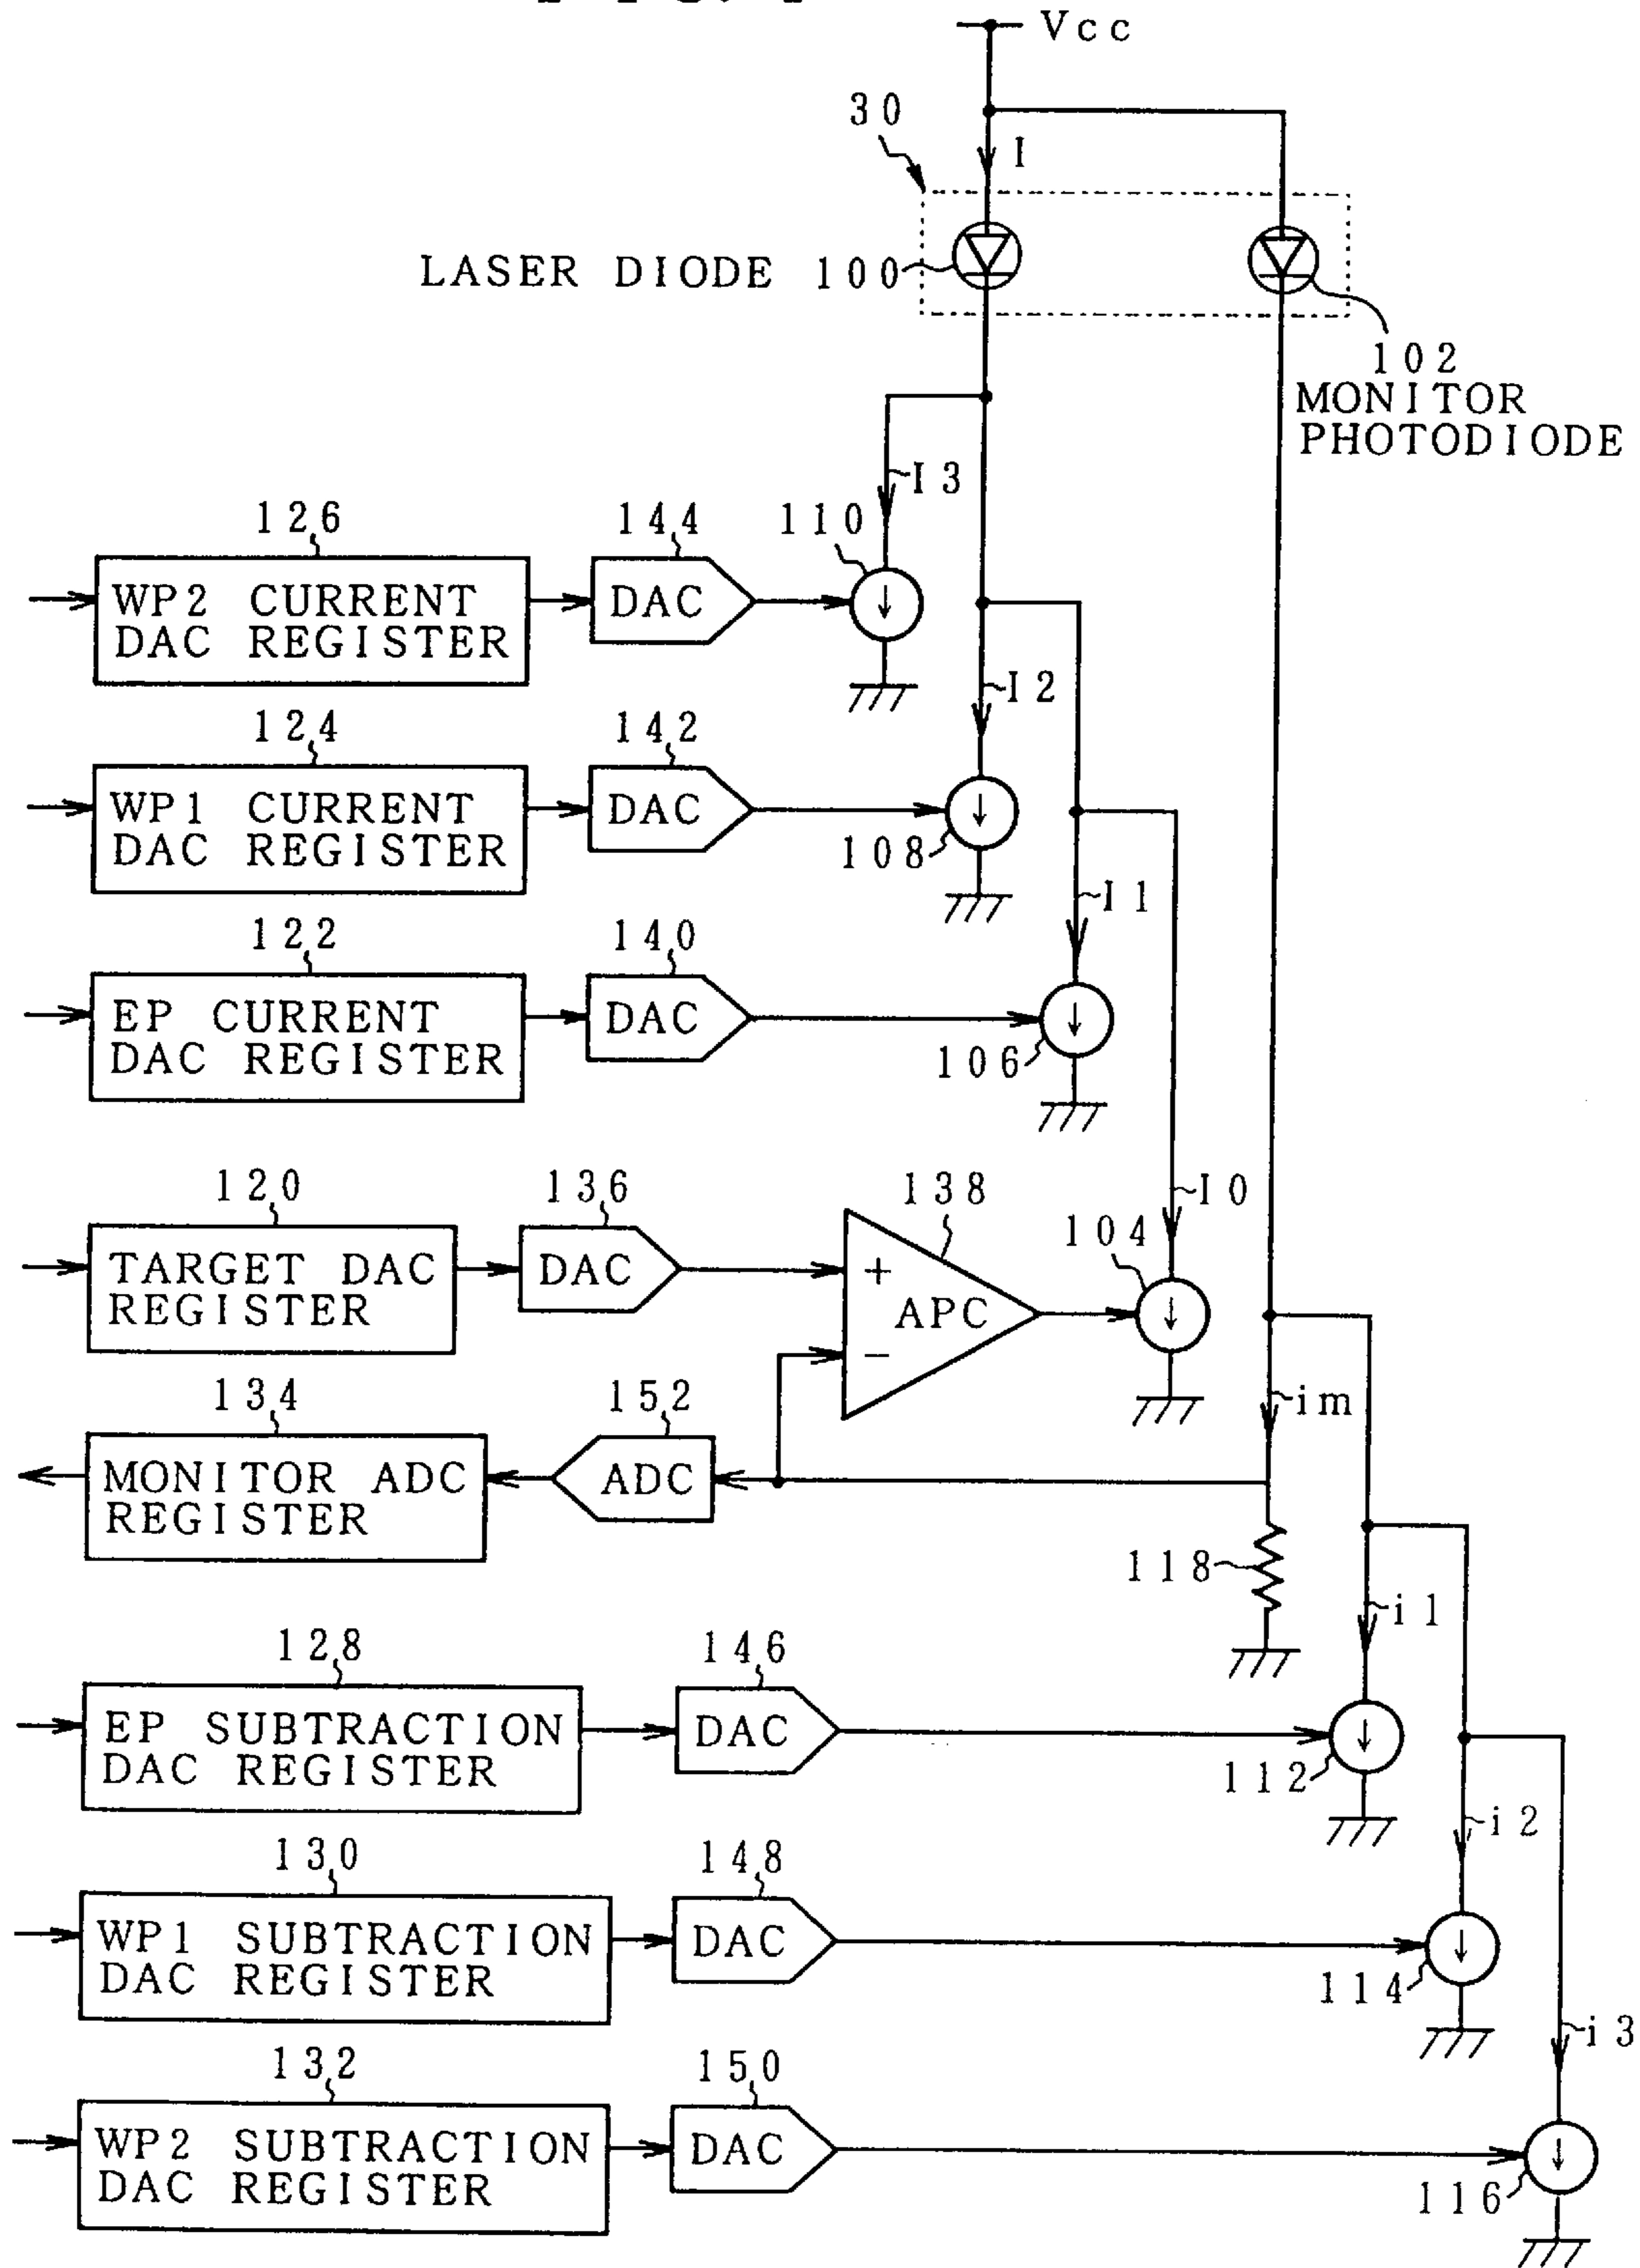 Vcc
30
I
LASER DIODE 100
102
MONITOR
PHOTODIODE
I3
126
144
110
WP2 CURRENT
DAC REGISTER
DAC
I2
124
142
WP1 CURRENT
DAC REGISTER
DAC
108
I1
122
140
EP CURRENT
DAC REGISTER
DAC
106
120
136
138
I0
104
TARGET DAC
REGISTER
DAC
+
APC
-
134
152
im
MONITOR ADC
REGISTER
ADC
118
i1
128
146
EP SUBTRACTION
DAC REGISTER
DAC
112
i2
130
148
WP1 SUBTRACTION
DAC REGISTER
DAC
114
i3
132
150
WP2 SUBTRACTION
DAC REGISTER
DAC
116